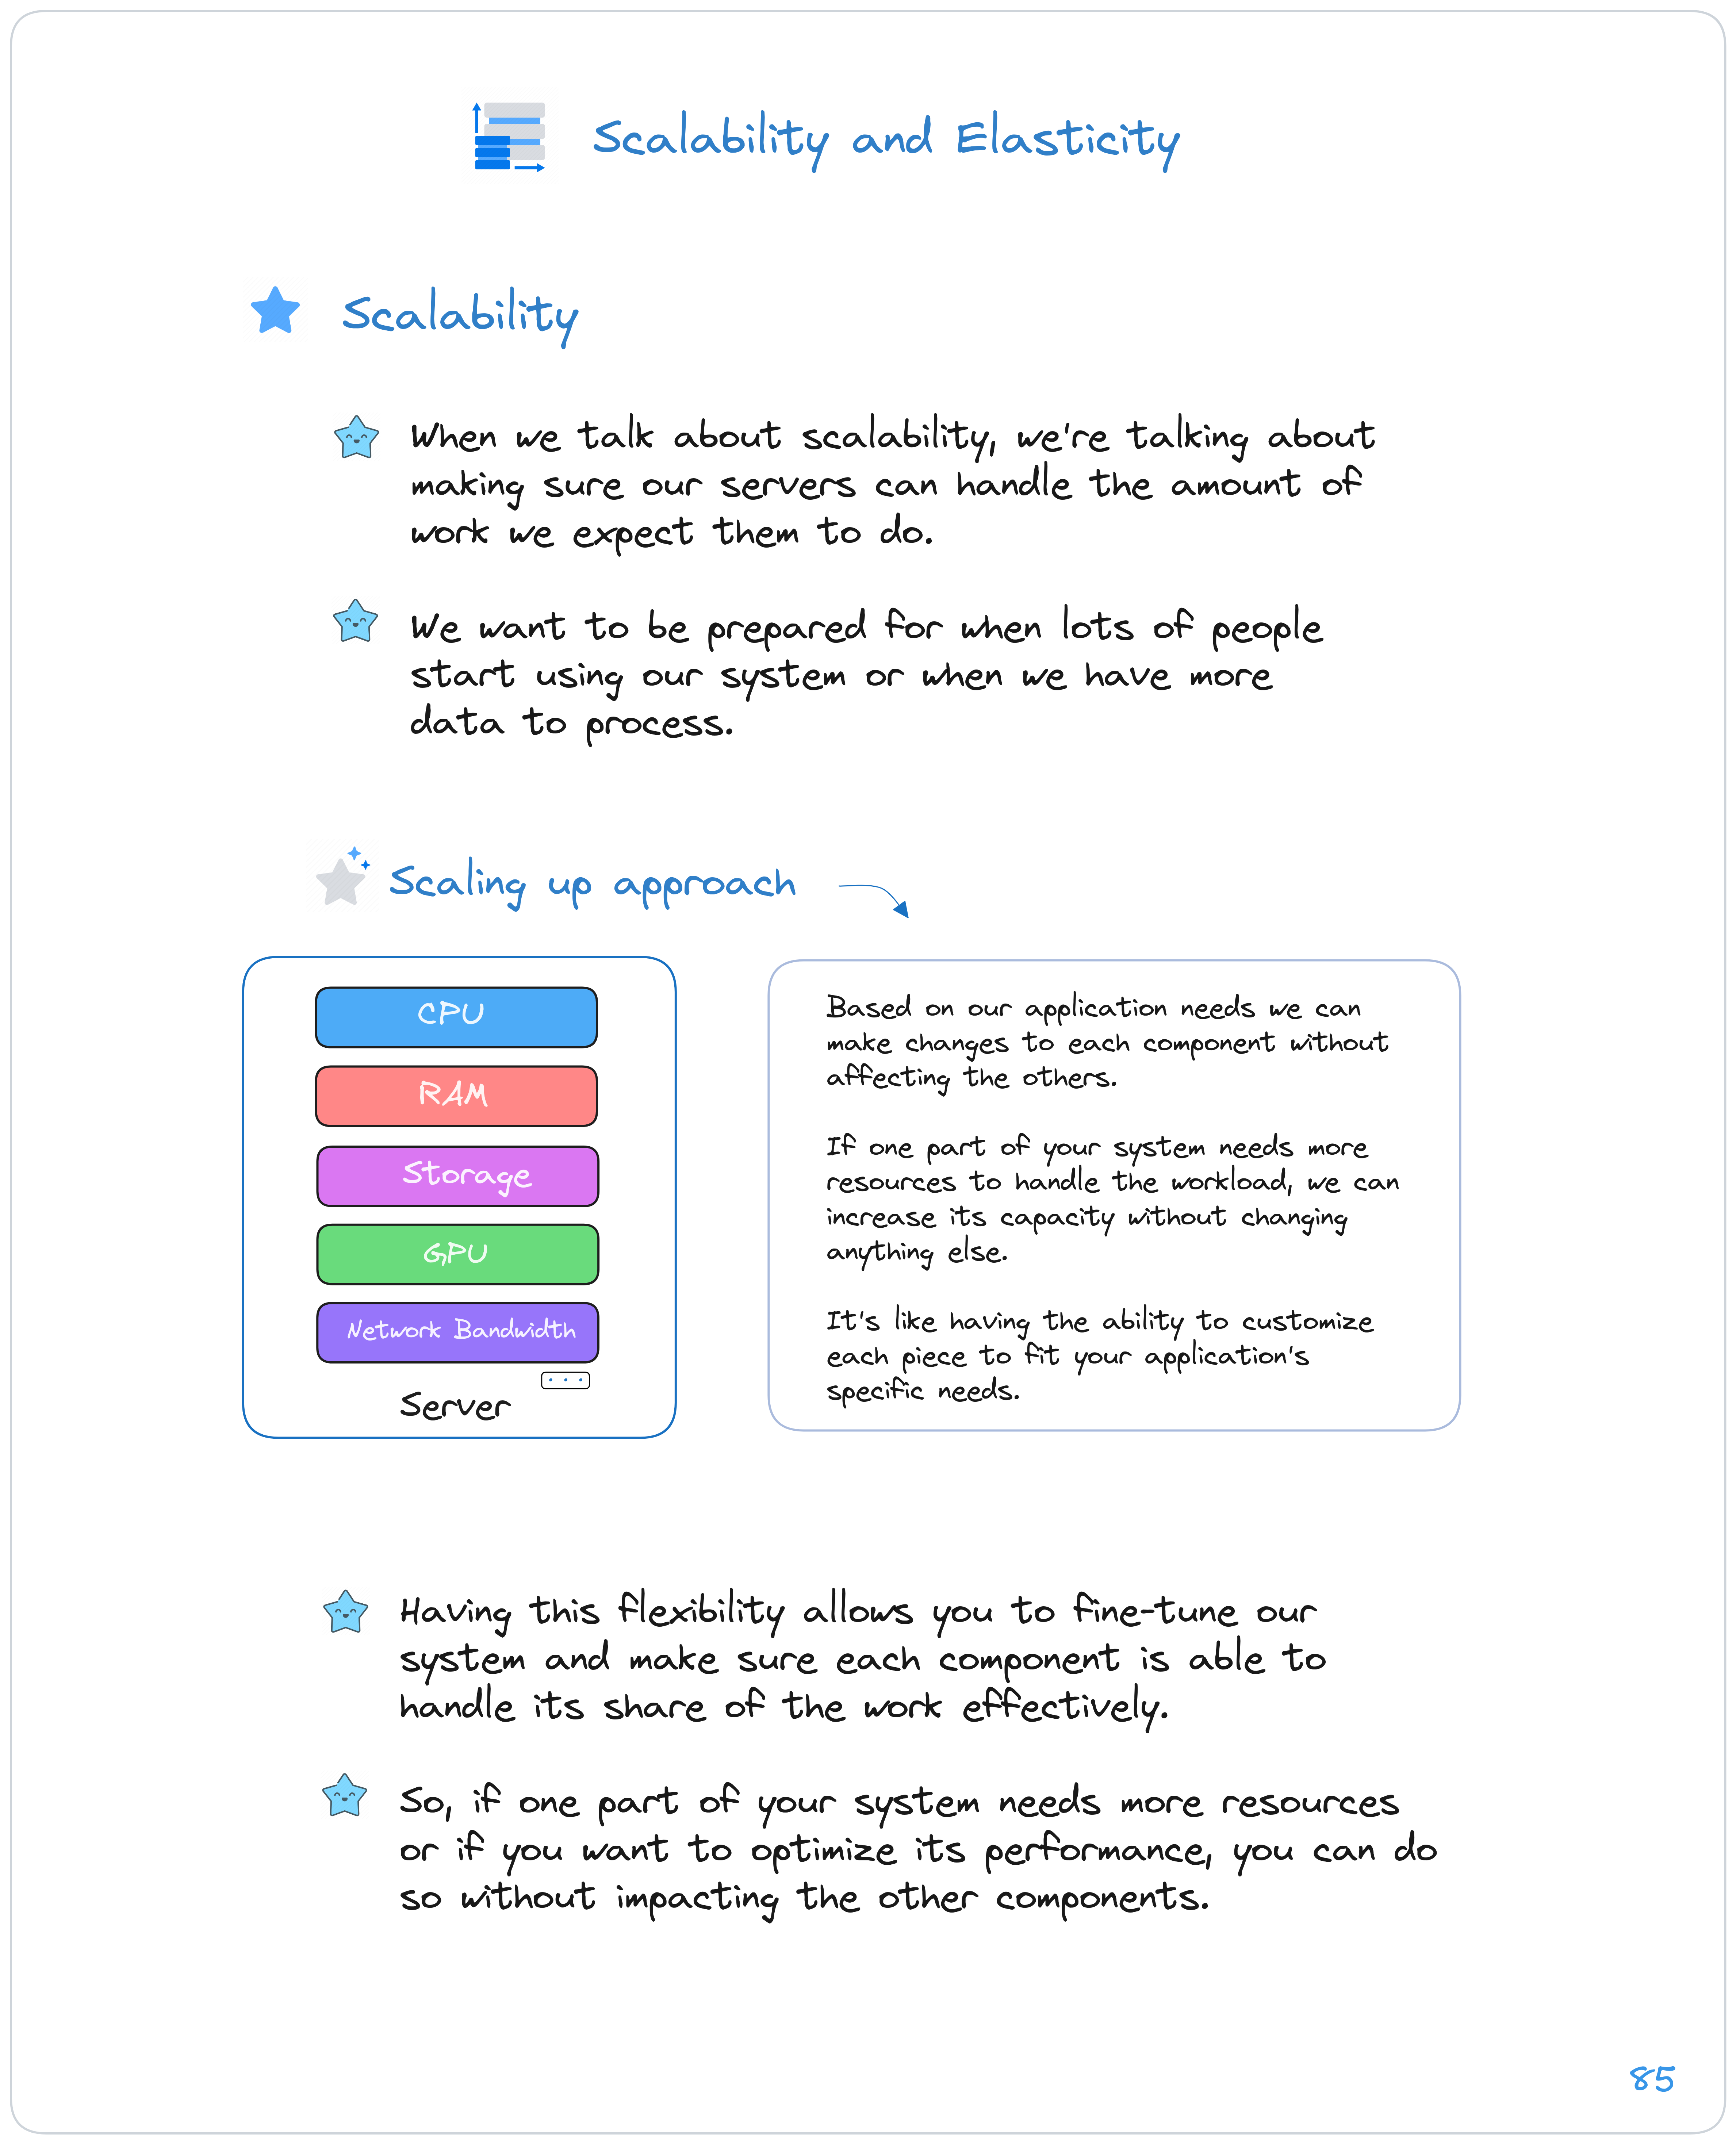 Scalability and Elasticity
Scalability
When we talk about scalability, we're talking about
making sure our servers can handle the amount of
work we expect them to do.
We want to be prepared for when lots of people
start using our system or when we have more
data to process.
Scaling up approach
CPU
RAM
Storage
GPU
Network Bandwidth
Server
Based on our application needs we can
make changes to each component without
affecting the others.
If one part of your system needs more
resources to handle the workload, we can
increase its capacity without changing
anything else.
It's like having the ability to customize
each piece to fit your application's
specific needs.
Having this flexibility allows you to fine-tune our
system and make sure each component is able to
handle its share of the work effectively.
So, if one part of your system needs more resources
or if you want to optimize its performance, you can do
so without impacting the other components.
85